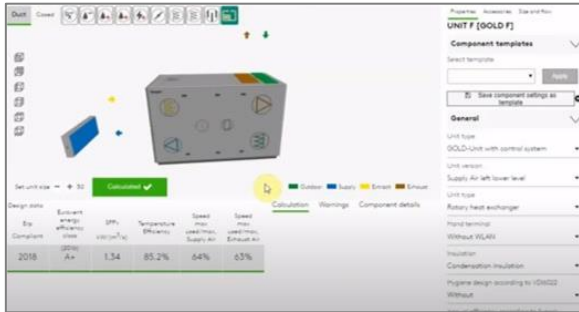 Duct Cased
Properties Accessories Size and flow
UNIT F [GOLD F]
Component templates
Select template
Apply
Save component settings as template
General
Unit type
GOLD-Unit with control system
Unit version
Supply Air left lower level
Unit type
Rotary heat exchanger
Hand terminal
Without WLAN
Insulation
Condensation insulation
Hygiene design according to VDI6022
Without
Set unit size - + 32
Calculated
Outdoor Supply Extract Exhaust
Design data
Calculation Warnings Component details
Erp Compliant
Eurovent energy efficiency class (2016)
SFPv
Temperature Efficiency
Speed max used/max. Supply Air
Speed max used/max. Exhaust Air
2018 A+ 1.34 85.2% 64% 63%